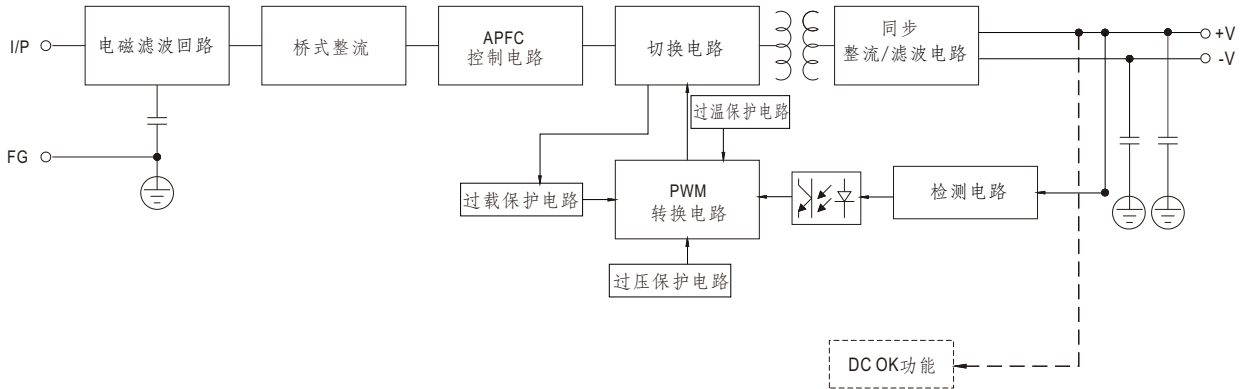 I/P
电磁滤波回路
桥式整流
APFC
控制电路
切换电路
同步
整流/滤波电路
+V
-V
过温保护电路
FG
过载保护电路
PWM
转换电路
检测电路
过压保护电路
DC OK功能